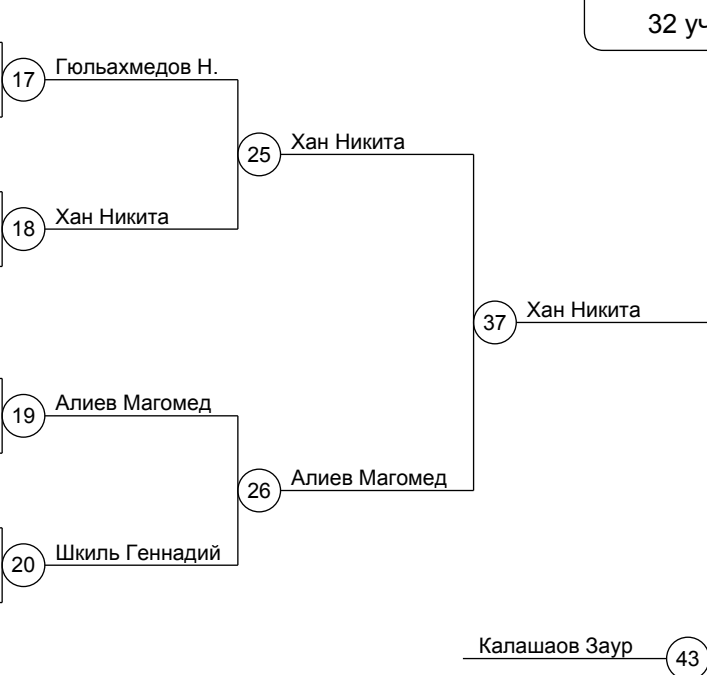 32 уч
17 Гюльахмедов Н.
25 Хан Никита
18 Хан Никита
37 Хан Никита
19 Алиев Магомед
26 Алиев Магомед
20 Шкиль Геннадий
Калашаов Заур 43